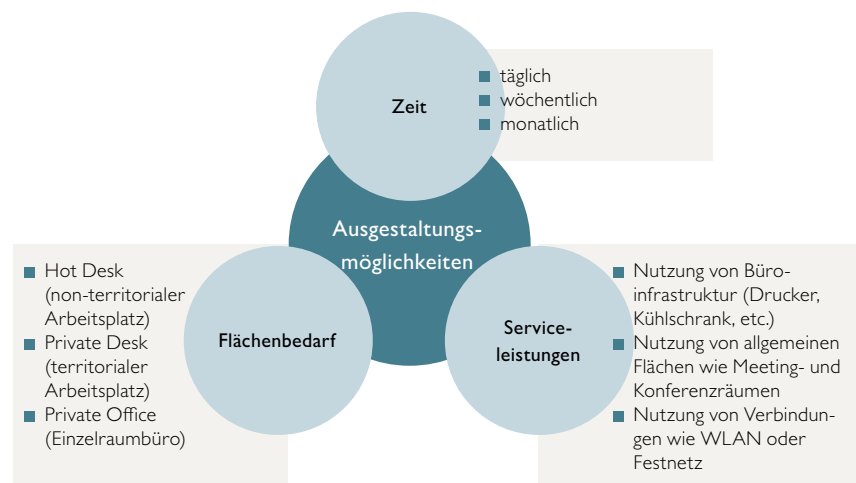 Zeit
täglich
wöchentlich
monatlich
Ausgestaltungs-
möglichkeiten
Hot Desk
(non-territorialer
Arbeitsplatz)
Private Desk
(territorialer
Arbeitsplatz)
Private Office
(Einzelraumbüro)
Flächenbedarf
Service-
leistungen
Nutzung von Büro-
infrastruktur (Drucker,
Kühlschrank, etc.)
Nutzung von allgemeinen
Flächen wie Meeting- und
Konferenzräumen
Nutzung von Verbindun-
gen wie WLAN oder
Festnetz